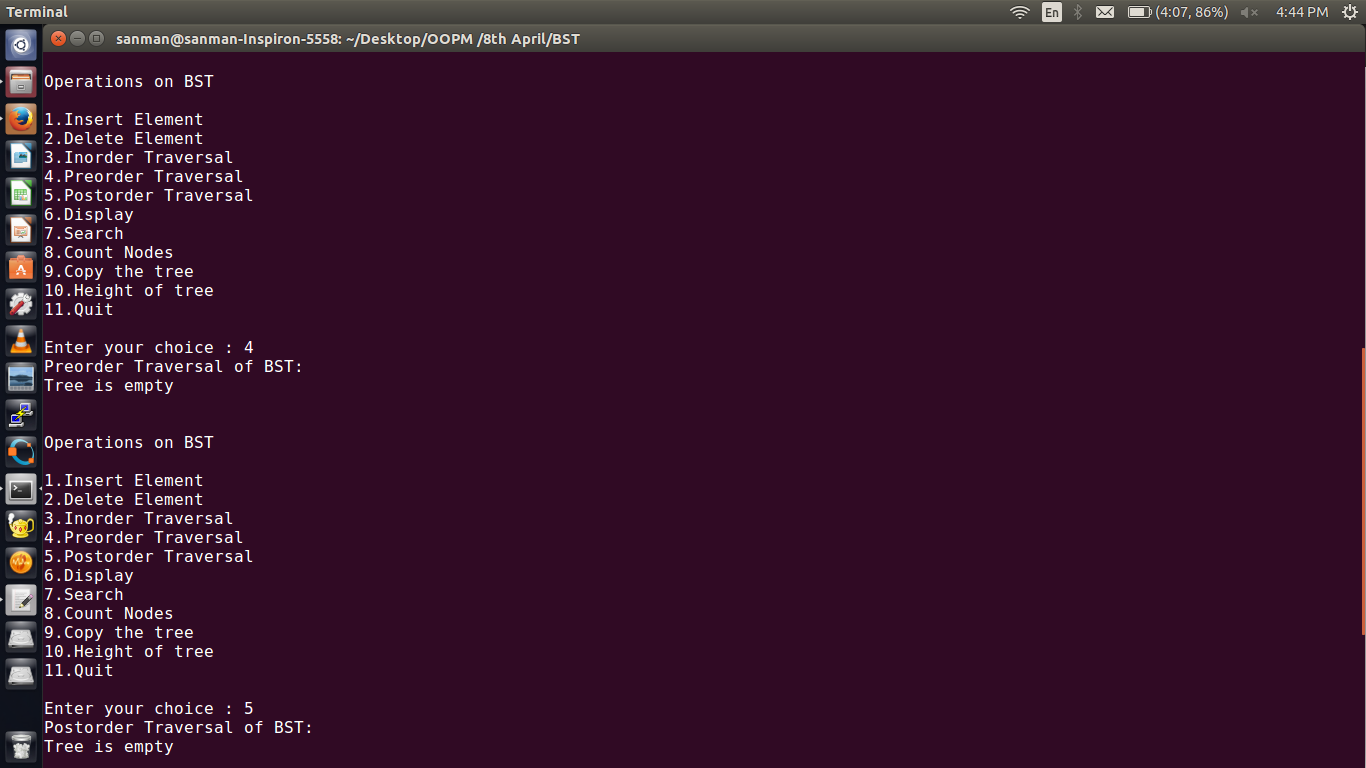 Terminal
En
(4:07, 86%)
4:44 PM
sanman@sanman-Inspiron-5558: ~/Desktop/OOPM /8th April/BST
Operations on BST
1.Insert Element
2.Delete Element
3.Inorder Traversal
4.Preorder Traversal
5.Postorder Traversal
6.Display
7.Search
8.Count Nodes
9.Copy the tree
10.Height of tree
11.Quit
Enter your choice : 4
Preorder Traversal of BST:
Tree is empty
Operations on BST
1.Insert Element
2.Delete Element
3.Inorder Traversal
4.Preorder Traversal
5.Postorder Traversal
6.Display
7.Search
8.Count Nodes
9.Copy the tree
10.Height of tree
11.Quit
Enter your choice : 5
Postorder Traversal of BST:
Tree is empty